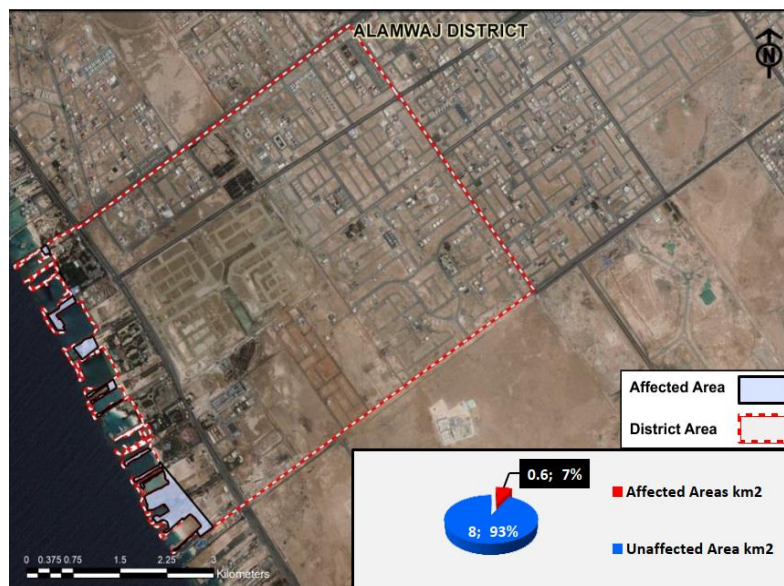 ALAMWAJ DISTRICT
N
Affected Area
District Area
0.6; 7%
8; 93%
Affected Areas km2
Unaffected Area km2
0 0.375 0.75 1.5 2.25 3
Kilometers